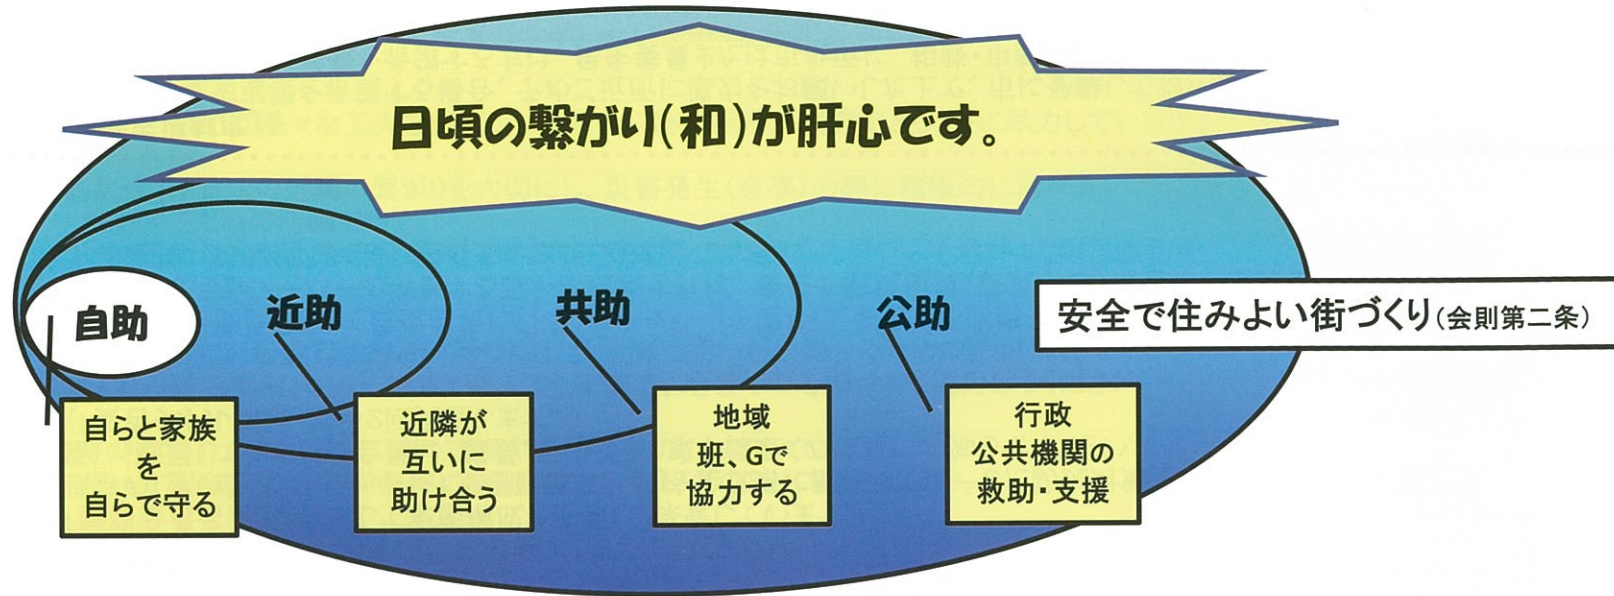 日頃の繋がり(和)が肝心です。
自助
近助
共助
公助
安全で住みよい街づくり(会則第二条)
自らと家族
を
自らで守る
近隣が
互いに
助け合う
地域
班、Gで
協力する
行政
公共機関の
救助・支援